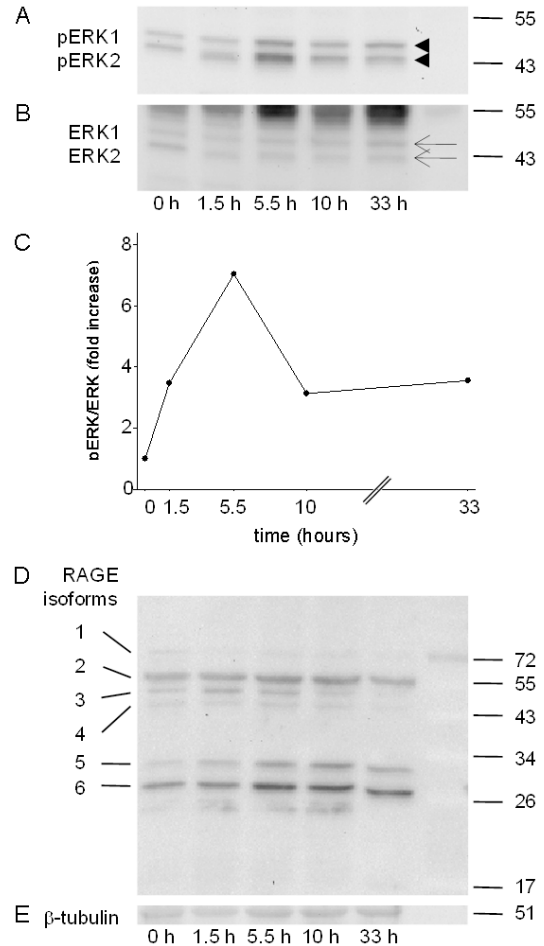 A
pERK1
pERK2
55
43
B
ERK1
ERK2
55
43
0 h 1.5 h 5.5 h 10 h 33 h
C
pERK/ERK (fold increase)
8
6
4
2
0
0 1.5 5.5 10 33
time (hours)
D RAGE
isoforms
1
2
3
4
5
6
72
55
43
34
26
17
E β-tubulin
51
0 h 1.5 h 5.5 h 10 h 33 h